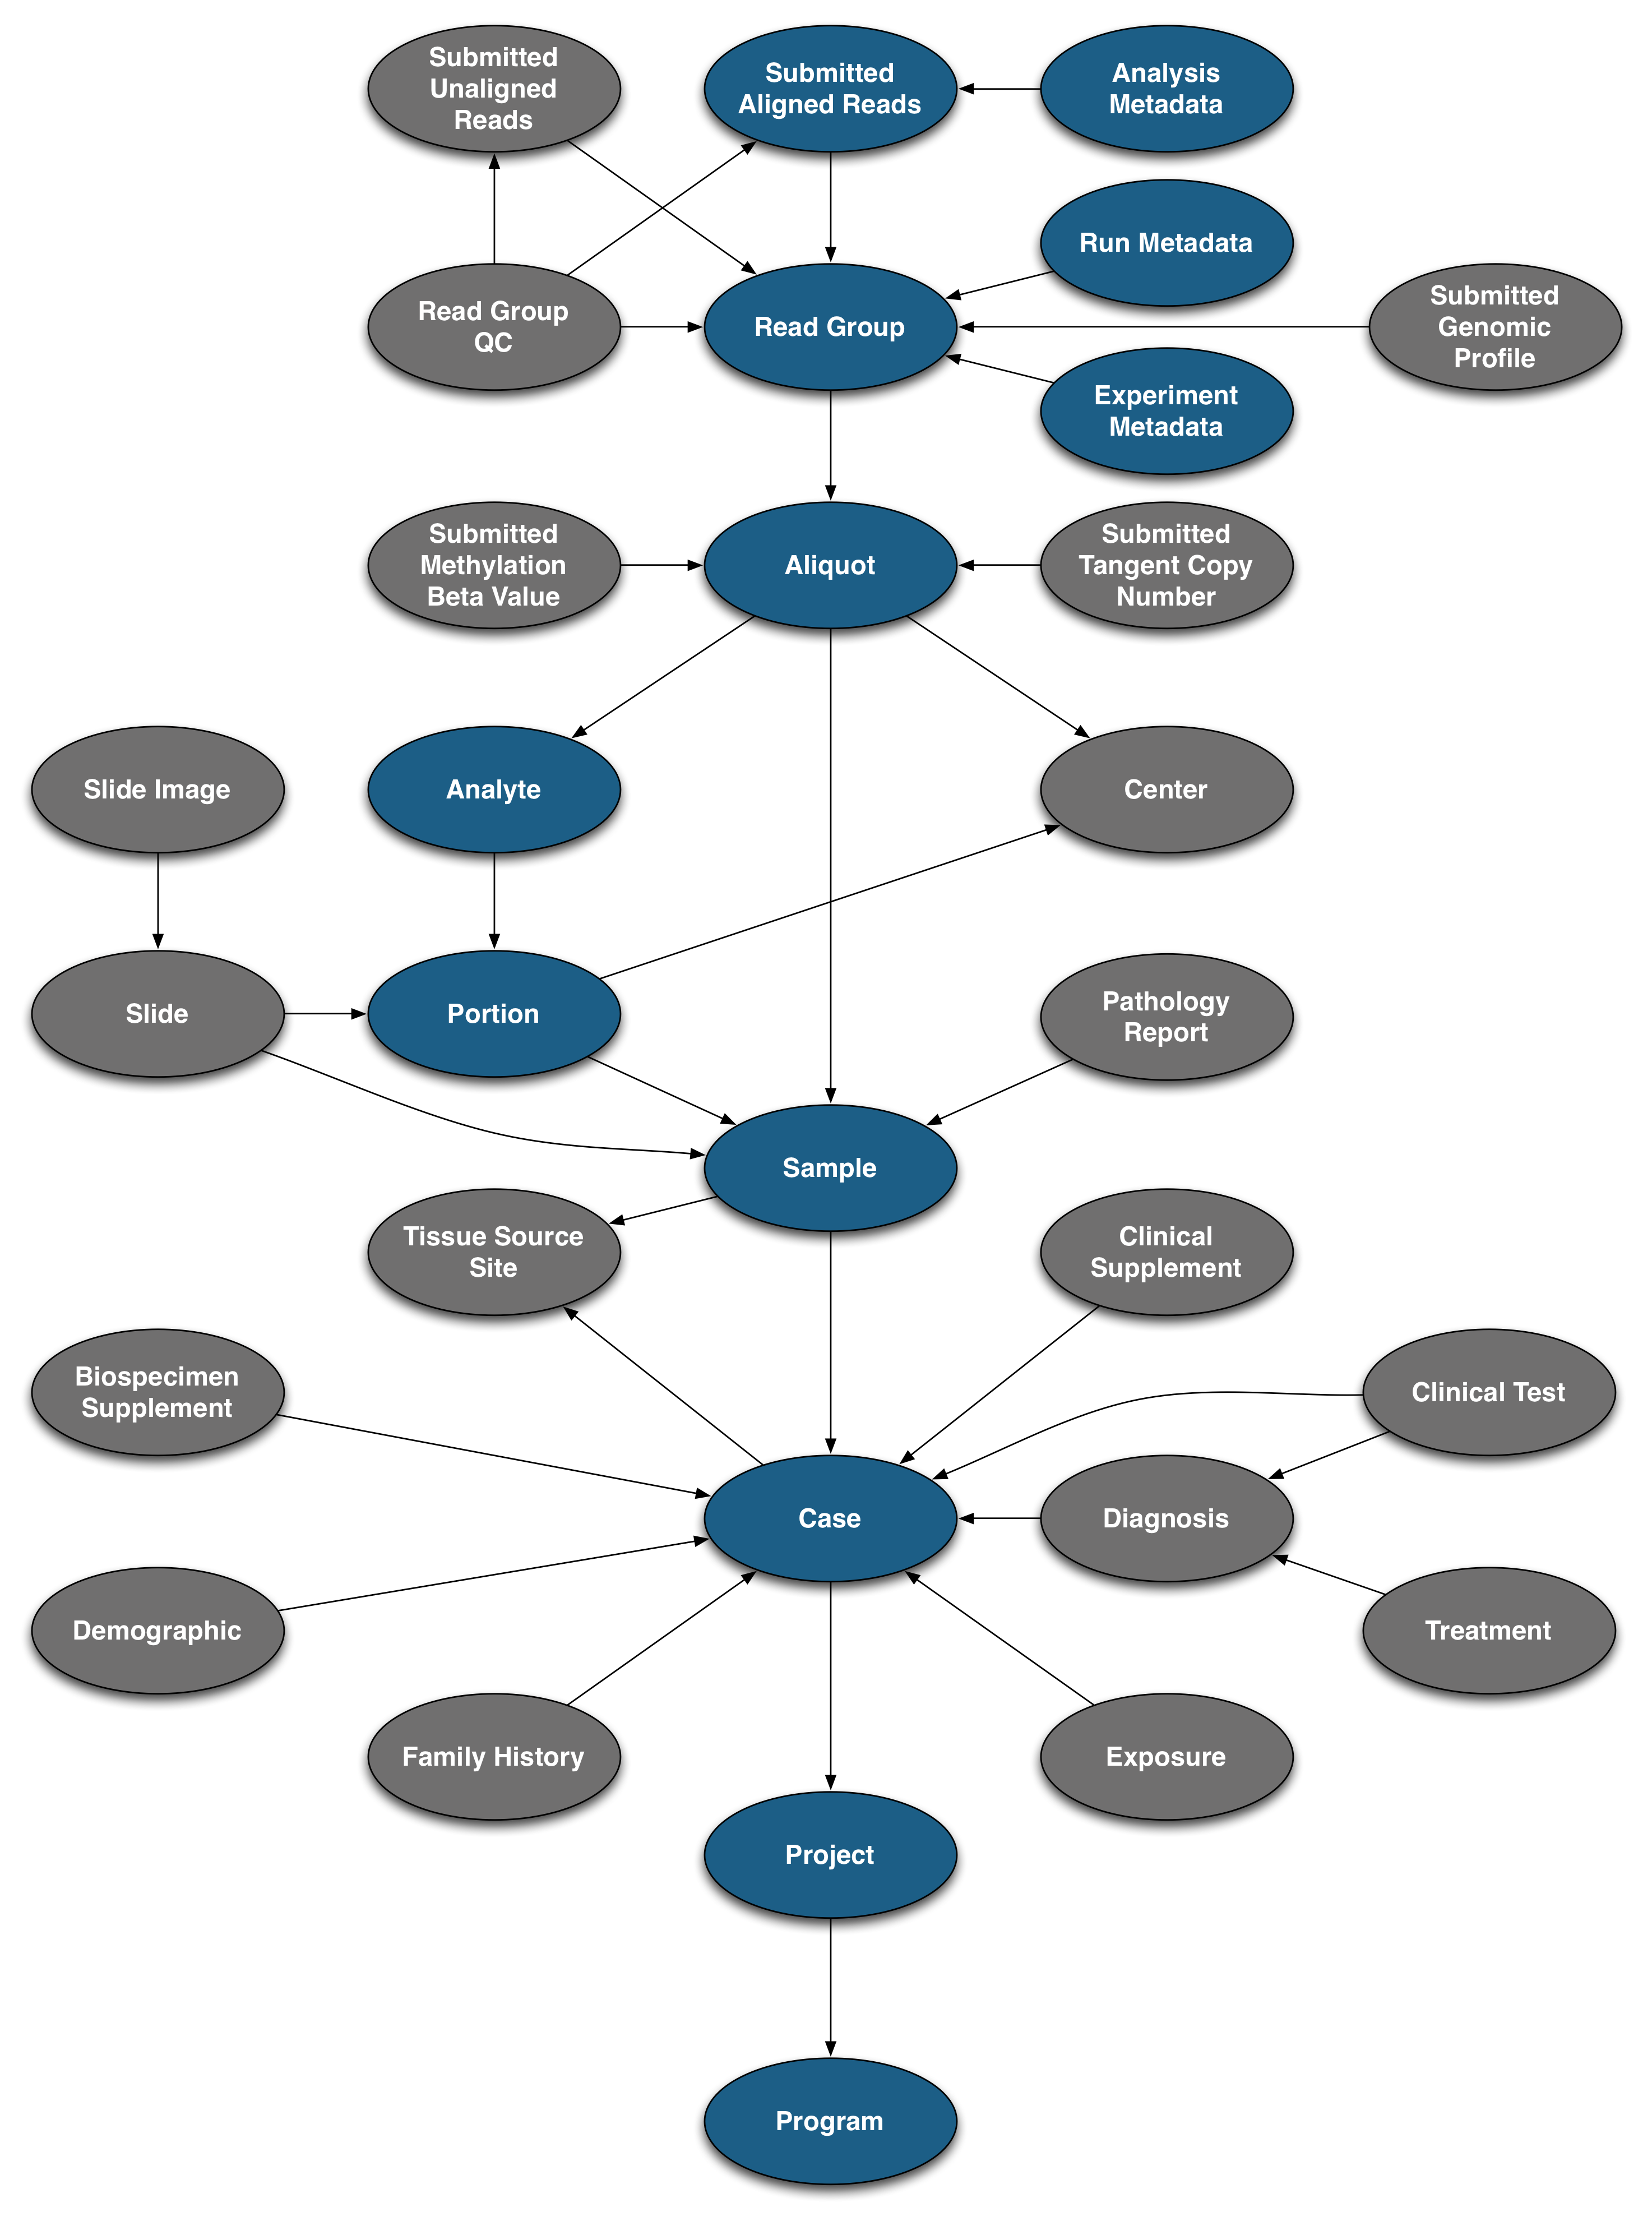 Submitted
Unaligned
Reads
Submitted
Aligned Reads
Analysis
Metadata
Run Metadata
Read Group
QC
Read Group
Submitted
Genomic
Profile
Experiment
Metadata
Submitted
Methylation
Beta Value
Aliquot
Submitted
Tangent Copy
Number
Slide Image
Analyte
Center
Slide
Portion
Pathology
Report
Sample
Tissue Source
Site
Clinical
Supplement
Biospecimen
Supplement
Clinical Test
Case
Diagnosis
Demographic
Treatment
Family History
Exposure
Project
Program